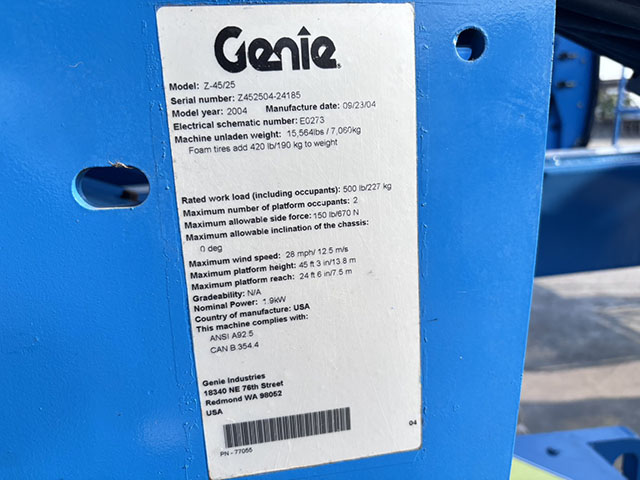 Genie
Model: Z-45/25
Serial number: Z452504-24185
Model year: 2004 Manufacture date: 09/23/04
Electrical schematic number: E0273
Machine unladen weight: 15,564lbs / 7,060kg
Foam tires add 420 lb/190 kg to weight
Rated work load (including occupants): 500 lb/227 kg
Maximum number of platform occupants: 2
Maximum allowable side force: 150 lb/670 N
Maximum allowable inclination of the chassis:
0 deg
Maximum wind speed: 28 mph/ 12.5 m/s
Maximum platform height: 45 ft 3 in/13.8 m
Maximum platform reach: 24 ft 6 in/7.5 m
Gradeability: N/A
Nominal Power: 1.9kW
Country of manufacture: USA
This machine complies with:
ANSI A92.5
CAN B.354.4
Genie Industries
18340 NE 76th Street
Redmond WA 98052
USA
04
PN - 77055